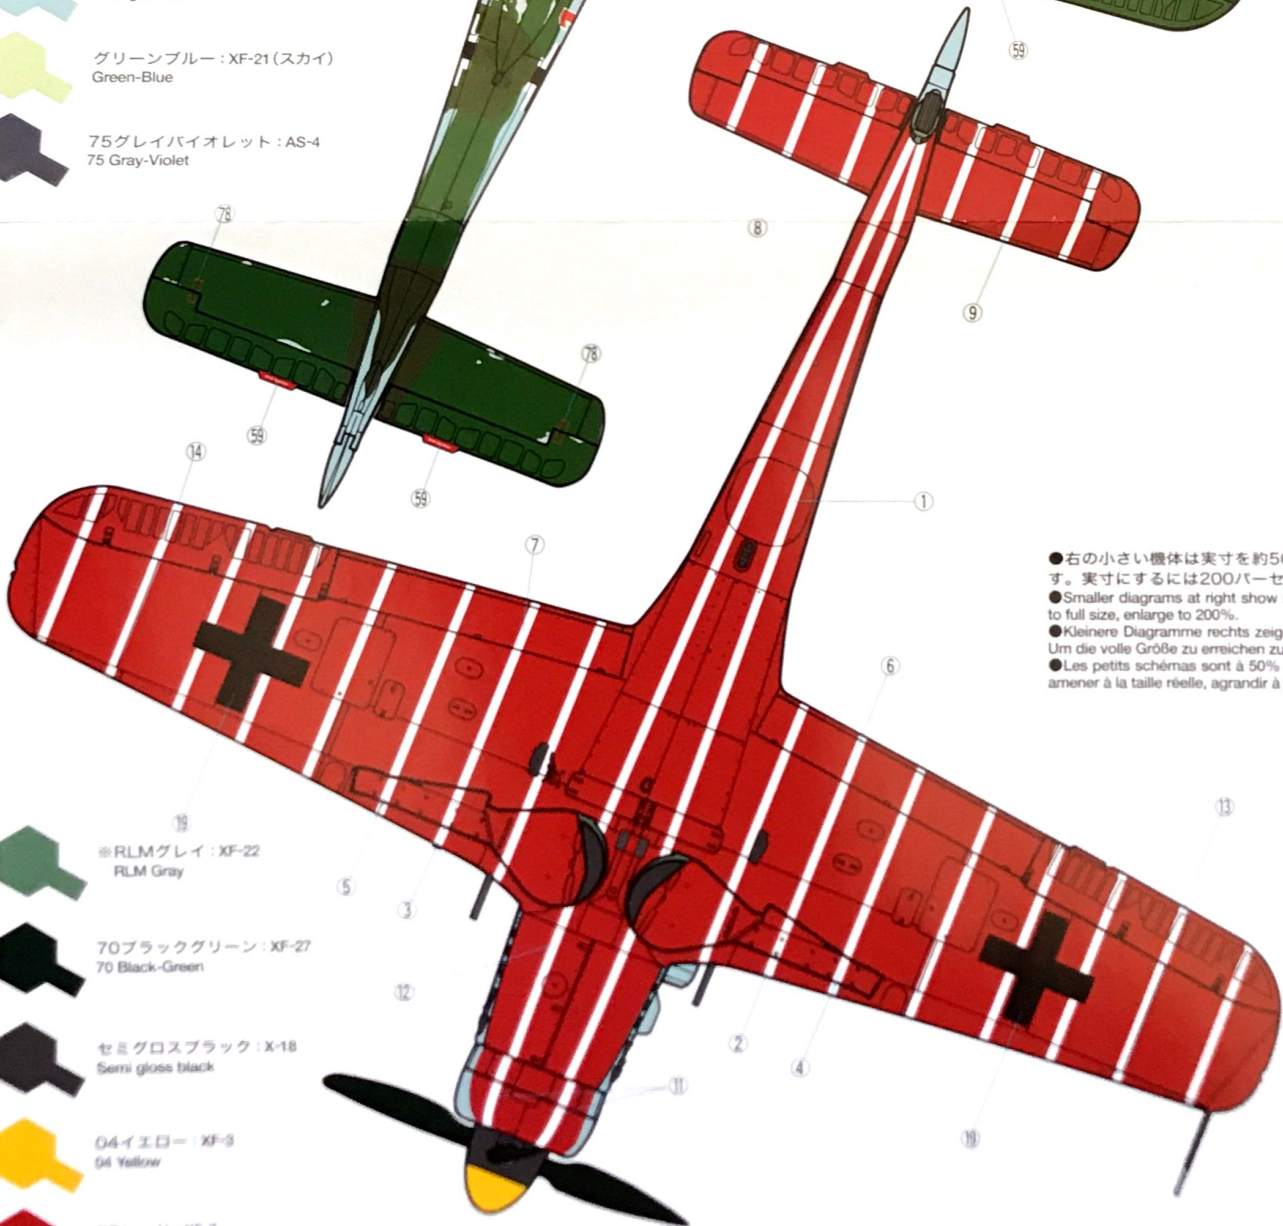 グリーンブルー：XF-21（スカイ）
Green-Blue
75グレイバイオレット：AS-4
75 Gray-Violet
59
78
8
9
78
59
59
14
7
1
●右の小さい機体は実寸を約50
す。実寸にするには200パーセ
●Smaller diagrams at right show
to full size, enlarge to 200%.
●Kleinere Diagramme rechts zeig
Um die volle Größe zu erreichen zu
●Les petits schémas sont à 50%
amener à la taille réelle, agrandir à
6
13
19
※RLMグレイ：XF-22
RLM Gray
5
3
70ブラックグリーン：XF-27
70 Black-Green
12
2
4
セミグロスブラック：X-18
Semi gloss black
11
19
04イエロー：XF-3
04 Yellow